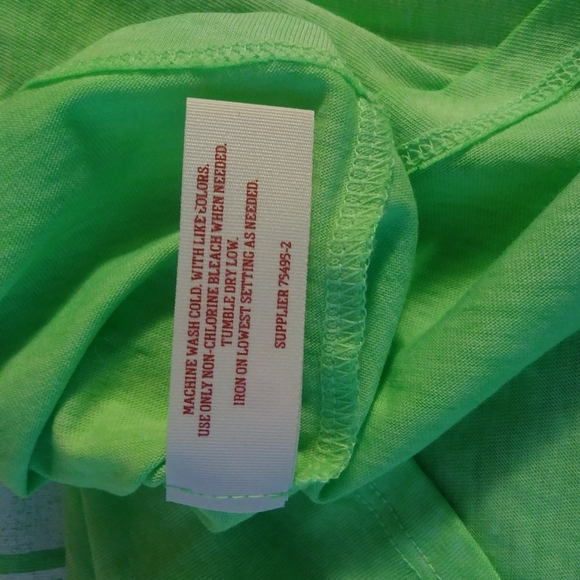 MACHINE WASH COLD. WITH LIKE COLORS.
USE ONLY NON-CHLORINE BLEACH WHEN NEEDED.
TUMBLE DRY LOW.
IRON ON LOWEST SETTING AS NEEDED.
SUPPLIER 75495-2